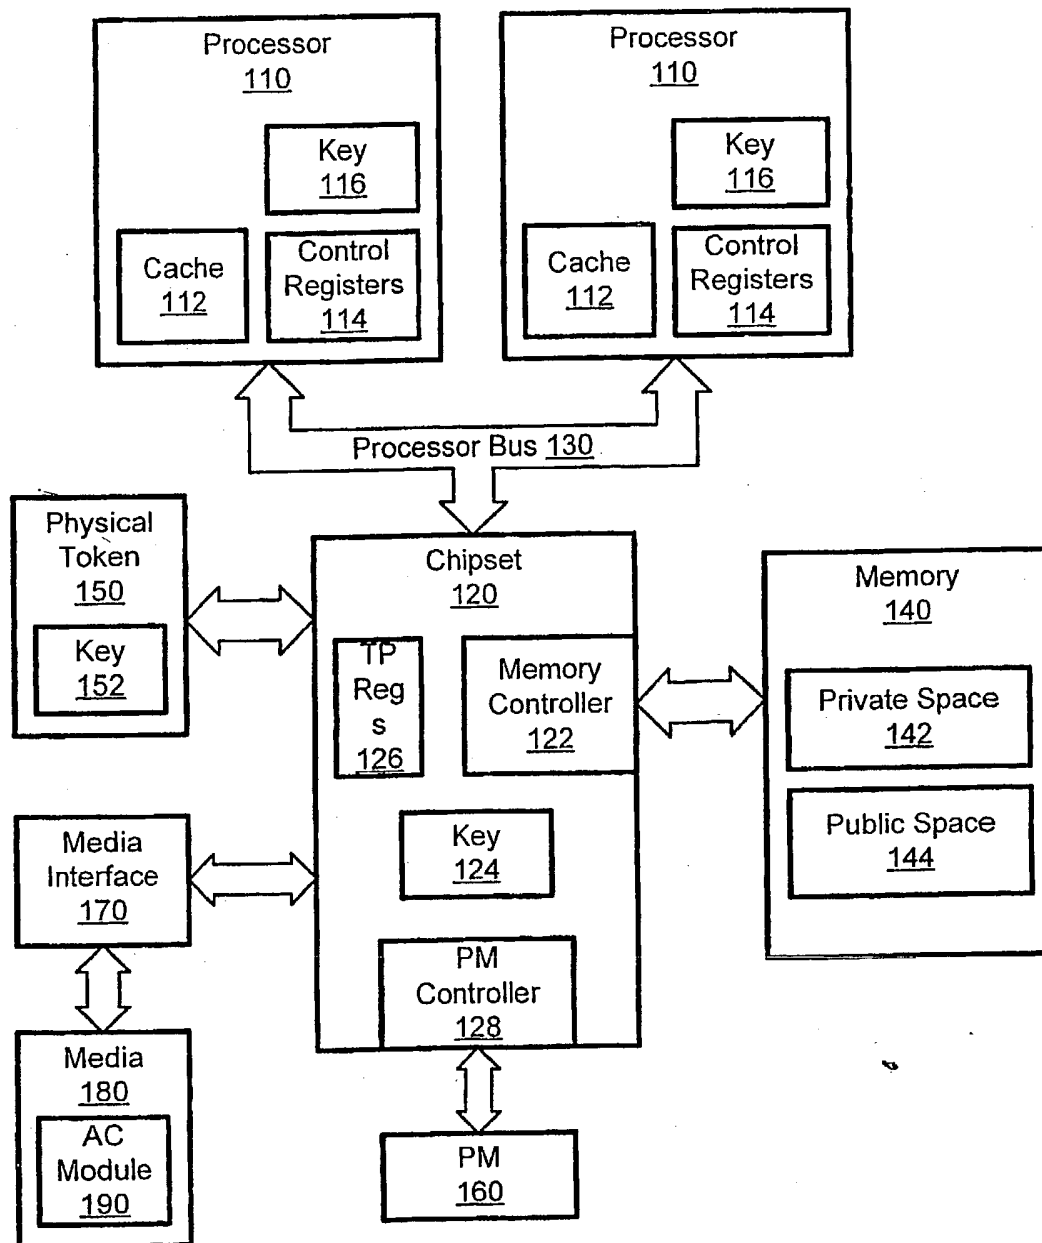 Processor
110
Key
116
Cache
112
Control
Registers
114
Processor
110
Key
116
Cache
112
Control
Registers
114
Processor Bus 130
Physical
Token
150
Key
152
Chipset
120
TP
Reg
s
126
Memory
Controller
122
Key
124
PM
Controller
128
Memory
140
Private Space
142
Public Space
144
Media
Interface
170
Media
180
AC
Module
190
PM
160